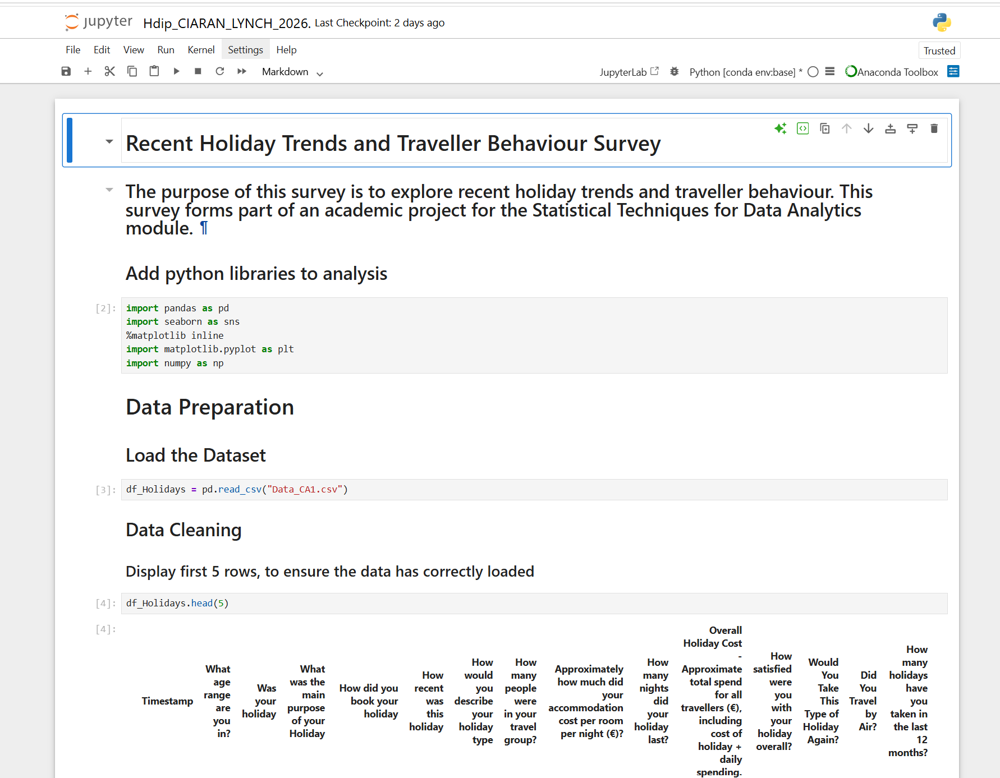 jupyter Hdip_CIARAN_LYNCH_2026. Last Checkpoint: 2 days ago
File Edit View Run Kernel Settings Help
Trusted
Markdown
JupyterLab Python [conda env:base] * Anaconda Toolbox
Recent Holiday Trends and Traveller Behaviour Survey
The purpose of this survey is to explore recent holiday trends and traveller behaviour. This
survey forms part of an academic project for the Statistical Techniques for Data Analytics
module. ¶
Add python libraries to analysis
[2]:
import pandas as pd
import seaborn as sns
%matplotlib inline
import matplotlib.pyplot as plt
import numpy as np
Data Preparation
Load the Dataset
[3]:
df_Holidays = pd.read_csv("Data_CA1.csv")
Data Cleaning
Display first 5 rows, to ensure the data has correctly loaded
[4]:
df_Holidays.head(5)
[4]:
Timestamp
What
age
range
are
you
in?
Was
your
holiday
What
was the
main
purpose
of your
Holiday
How did you
book your
holiday
How
recent
was
this
holiday
How
would
you
describe
your
holiday
type
How
many
people
were
in your
travel
group?
Approximately
how much did
your
accommodation
cost per room
per night (€)?
How
many
nights
did
your
holiday
last?
Overall
Holiday Cost
-
Approximate
total spend
for all
travellers (€),
including
cost of
holiday +
daily
spending.
How
satisfied
were
you
with
your
holiday
overall?
Would
You
Take
This
Type of
Holiday
Again?
Did
You
Travel
by
Air?
How
many
holidays
have
you
taken in
the last
12
months?